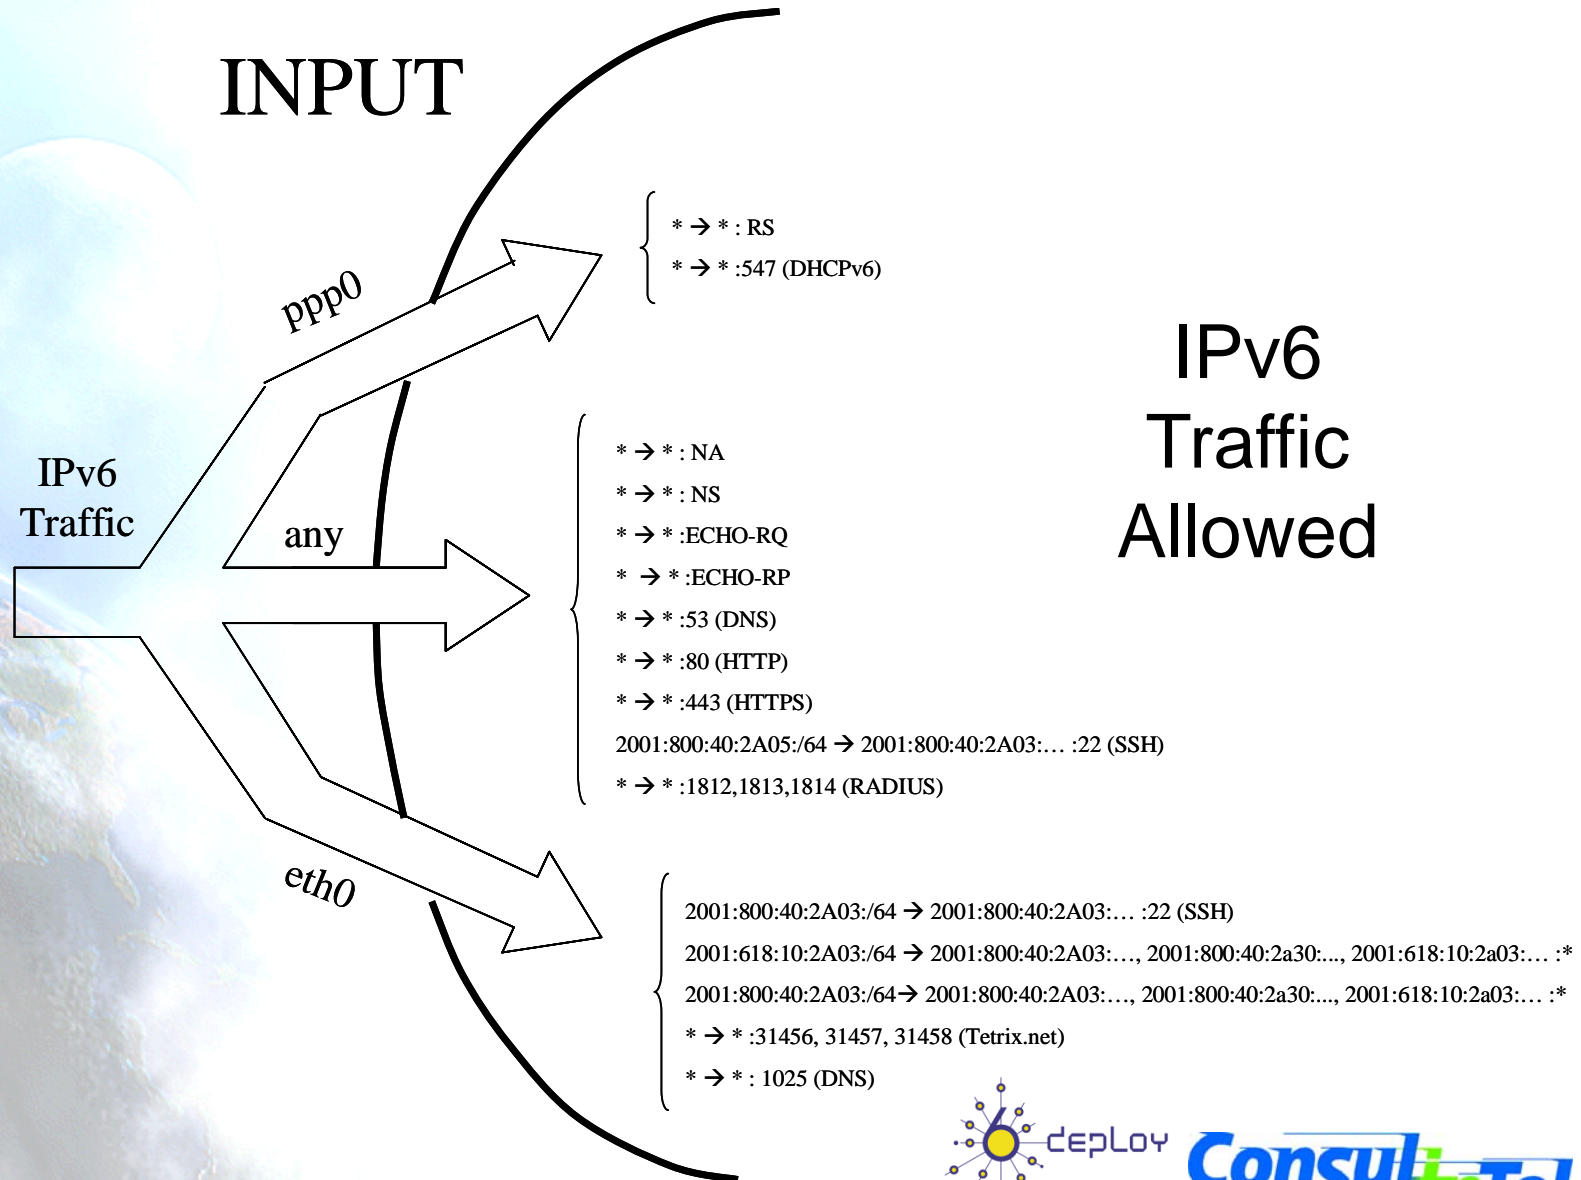 INPUT
ppp0
* → * : RS
* → * :547 (DHCPv6)
IPv6
Traffic
Allowed
IPv6
Traffic
any
* → * : NA
* → * : NS
* → * :ECHO-RQ
* → * :ECHO-RP
* → * :53 (DNS)
* → * :80 (HTTP)
* → * :443 (HTTPS)
2001:800:40:2A05:/64 → 2001:800:40:2A03:… :22 (SSH)
* → * :1812,1813,1814 (RADIUS)
eth0
2001:800:40:2A03:/64 → 2001:800:40:2A03:… :22 (SSH)
2001:618:10:2A03:/64 → 2001:800:40:2A03:…, 2001:800:40:2a30:..., 2001:618:10:2a03:… :*
2001:800:40:2A03:/64→ 2001:800:40:2A03:…, 2001:800:40:2a30:..., 2001:618:10:2a03:… :*
* → * :31456, 31457, 31458 (Tetrix.net)
* → * : 1025 (DNS)
6 deploy